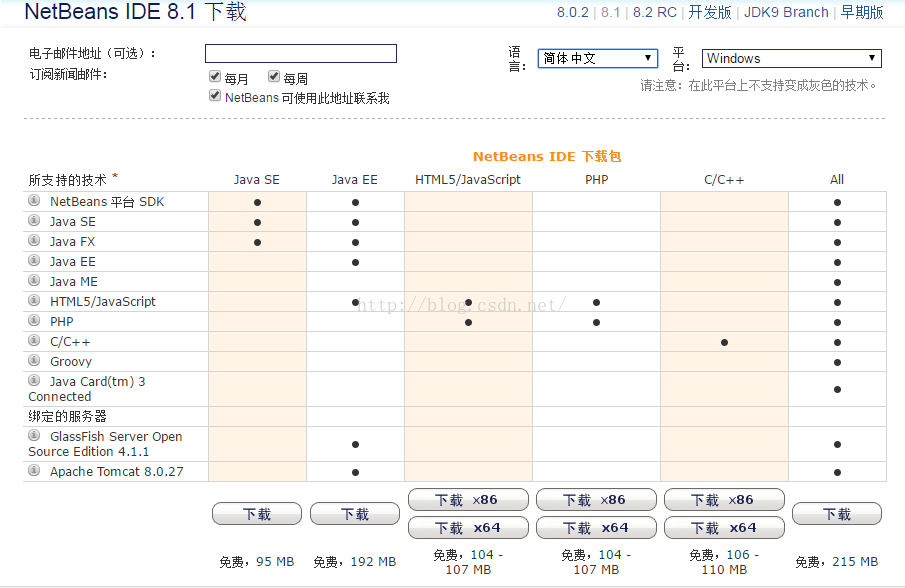 NetBeans IDE 8.1 下载
8.0.2 | 8.1 | 8.2 RC | 开发版 | JDK9 Branch | 早期版
电子邮件地址（可选）：
语言： 简体中文
平台： Windows
订阅新闻邮件：
每月 每周
NetBeans 可使用此地址联系我
请注意：在此平台上不支持变成灰色的技术。
NetBeans IDE 下载包
所支持的技术 * Java SE Java EE HTML5/JavaScript PHP C/C++ All
NetBeans 平台 SDK
Java SE
Java FX
Java EE
Java ME
HTML5/JavaScript
http://blog.csdn.net/
PHP
C/C++
Groovy
Java Card(tm) 3
Connected
绑定的服务器
GlassFish Server Open
Source Edition 4.1.1
Apache Tomcat 8.0.27
下载 x86 下载 x86 下载 x86
下载 下载 下载
下载 x64 下载 x64 下载 x64
免费，95 MB 免费，192 MB 免费，104 - 107 MB 免费，104 - 107 MB 免费，106 - 110 MB 免费，215 MB